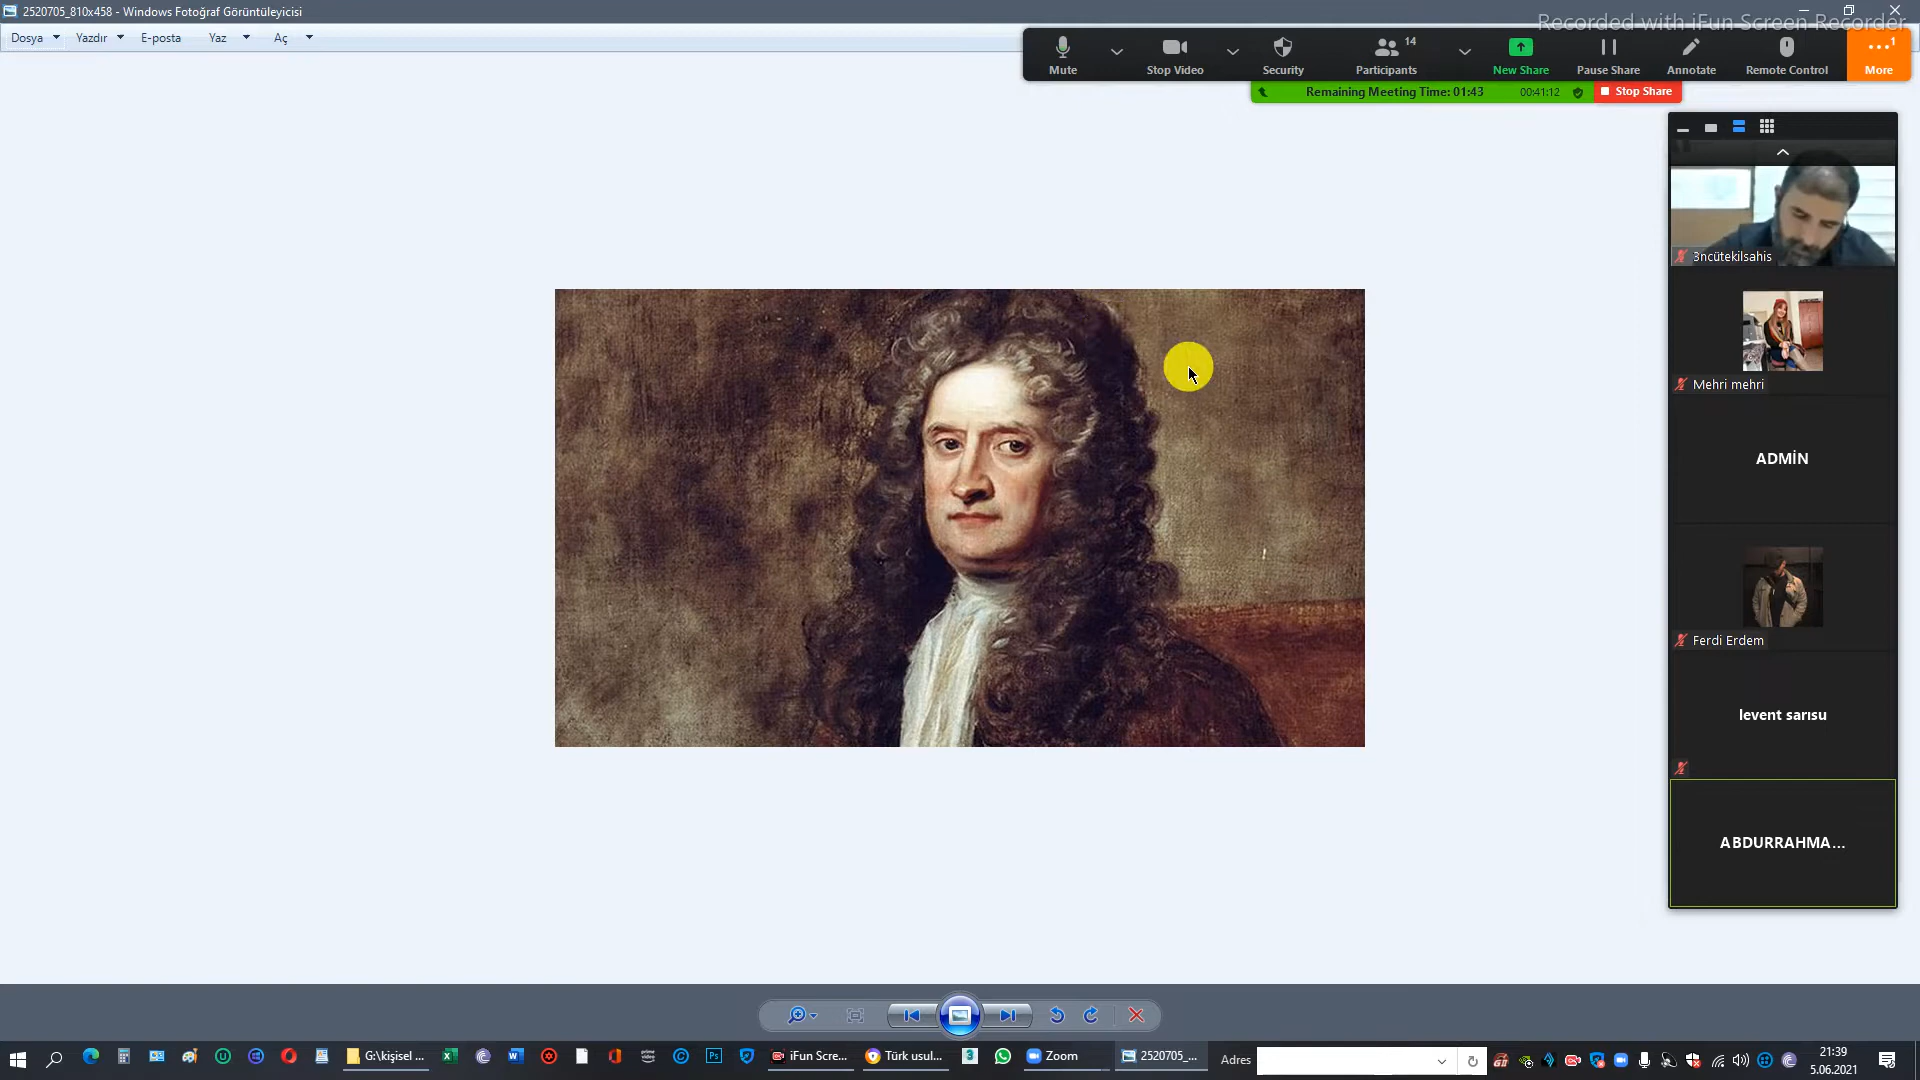 2520705_810x458 - Windows Fotoğraf Görüntüleyicisi
Recorded with iFun Screen Recorder
Dosya Yazdır E-posta Yaz Aç
Mute Stop Video Security Participants 14 New Share Pause Share Annotate Remote Control More 1
Remaining Meeting Time: 01:43 00:41:12 Stop Share
3ncütekilsahis
Mehri mehri
ADMİN
Ferdi Erdem
levent sarısu
ABDURRAHMA...
G:\kişisel ... iFun Scre... Türk usul... Zoom 2520705_... Adres 21:39
5.06.2021